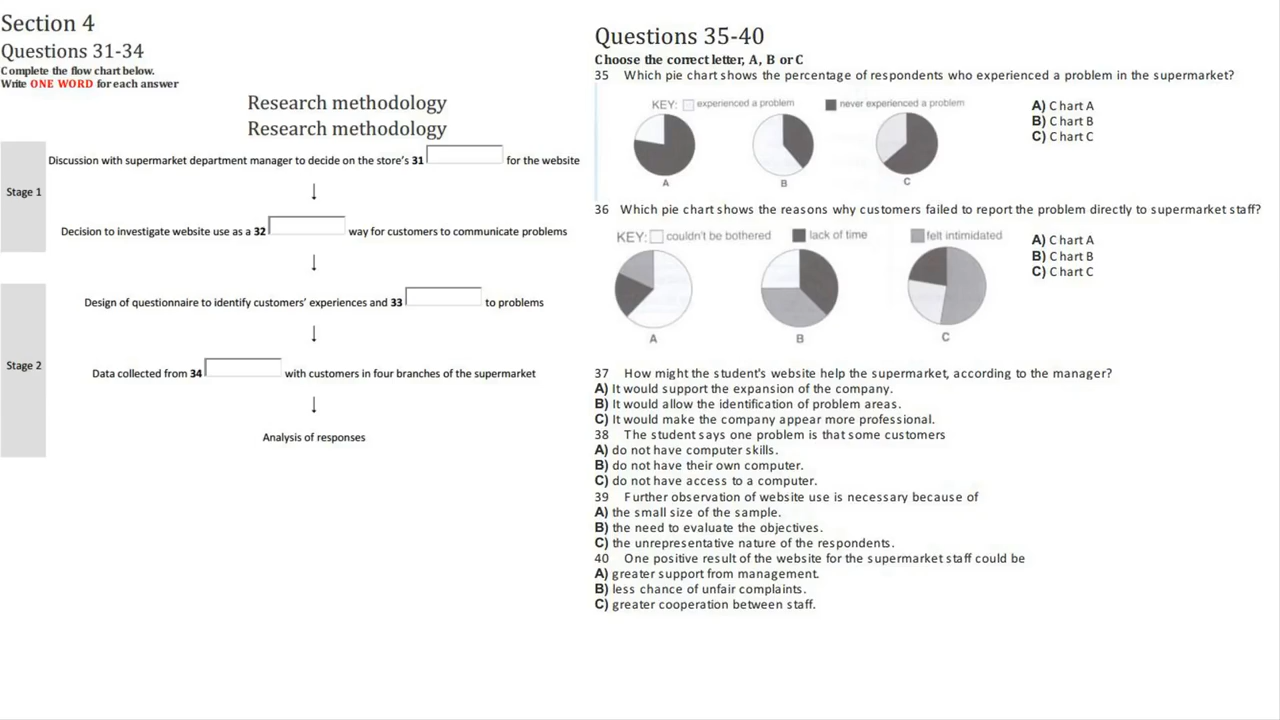 Section 4
Questions 31-34
Complete the flow chart below.
Write ONE WORD for each answer
Research methodology
Research methodology
Stage 1
Discussion with supermarket department manager to decide on the store's 31 for the website
↓
Decision to investigate website use as a 32 way for customers to communicate problems
↓
Stage 2
Design of questionnaire to identify customers' experiences and 33 to problems
↓
Data collected from 34 with customers in four branches of the supermarket
↓
Analysis of responses
Questions 35-40
Choose the correct letter, A, B or C
35 Which pie chart shows the percentage of respondents who experienced a problem in the supermarket?
KEY: experienced a problem never experienced a problem
A B C
A) Chart A
B) Chart B
C) Chart C
36 Which pie chart shows the reasons why customers failed to report the problem directly to supermarket staff?
KEY: couldn't be bothered lack of time felt intimidated
A B C
A) Chart A
B) Chart B
C) Chart C
37 How might the student's website help the supermarket, according to the manager?
A) It would support the expansion of the company.
B) It would allow the identification of problem areas.
C) It would make the company appear more professional.
38 The student says one problem is that some customers
A) do not have computer skills.
B) do not have their own computer.
C) do not have access to a computer.
39 Further observation of website use is necessary because of
A) the small size of the sample.
B) the need to evaluate the objectives.
C) the unrepresentative nature of the respondents.
40 One positive result of the website for the supermarket staff could be
A) greater support from management.
B) less chance of unfair complaints.
C) greater cooperation between staff.